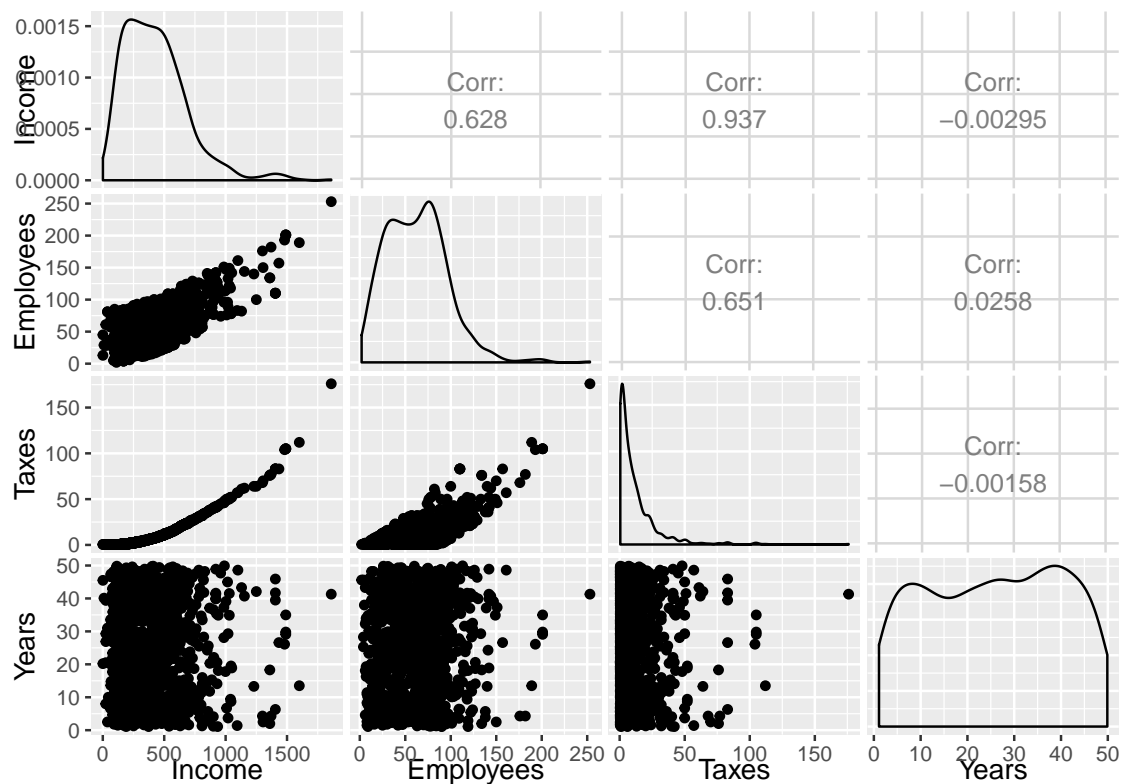 0.0015
0.0010
0.0005
0.0000
Income
Corr:
0.628
Corr:
0.937
Corr:
−0.00295
250
200
150
100
50
0
Employees
Corr:
0.651
Corr:
0.0258
150
100
50
0
Taxes
Corr:
−0.00158
50
40
30
20
10
0
Years
0 500 1000 1500
0 50 100 150 200 250
0 50 100 150
0 10 20 30 40 50
Income Employees Taxes Years